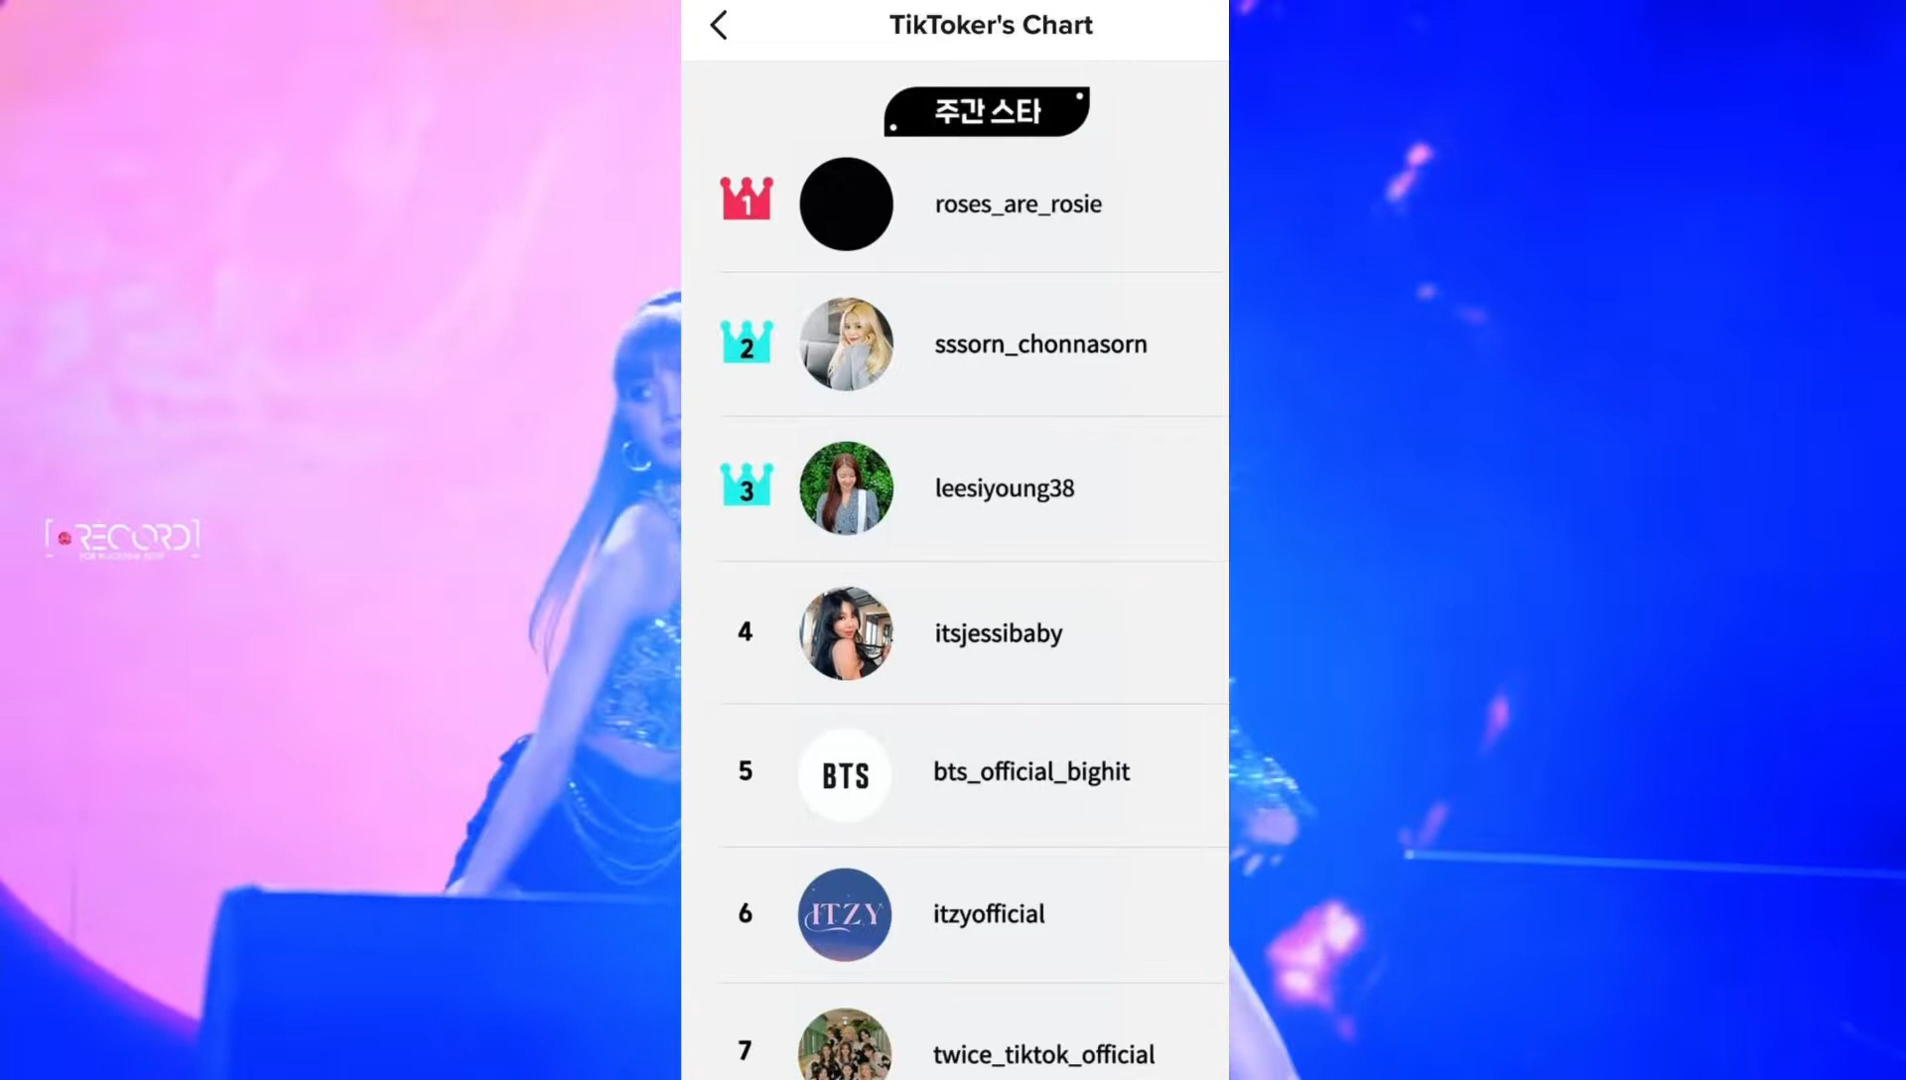 TikToker's Chart
주간 스타
1
roses_are_rosie
2
sssorn_chonnasorn
3
leesiyoung38
4
itsjessibaby
5
BTS
bts_official_bighit
6
ITZY
itzyofficial
7
twice_tiktok_official
[●RECORD]